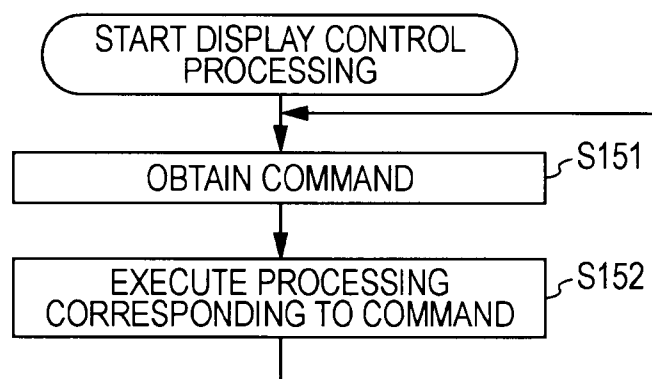 START DISPLAY CONTROL
PROCESSING
OBTAIN COMMAND
S151
EXECUTE PROCESSING
CORRESPONDING TO COMMAND
S152